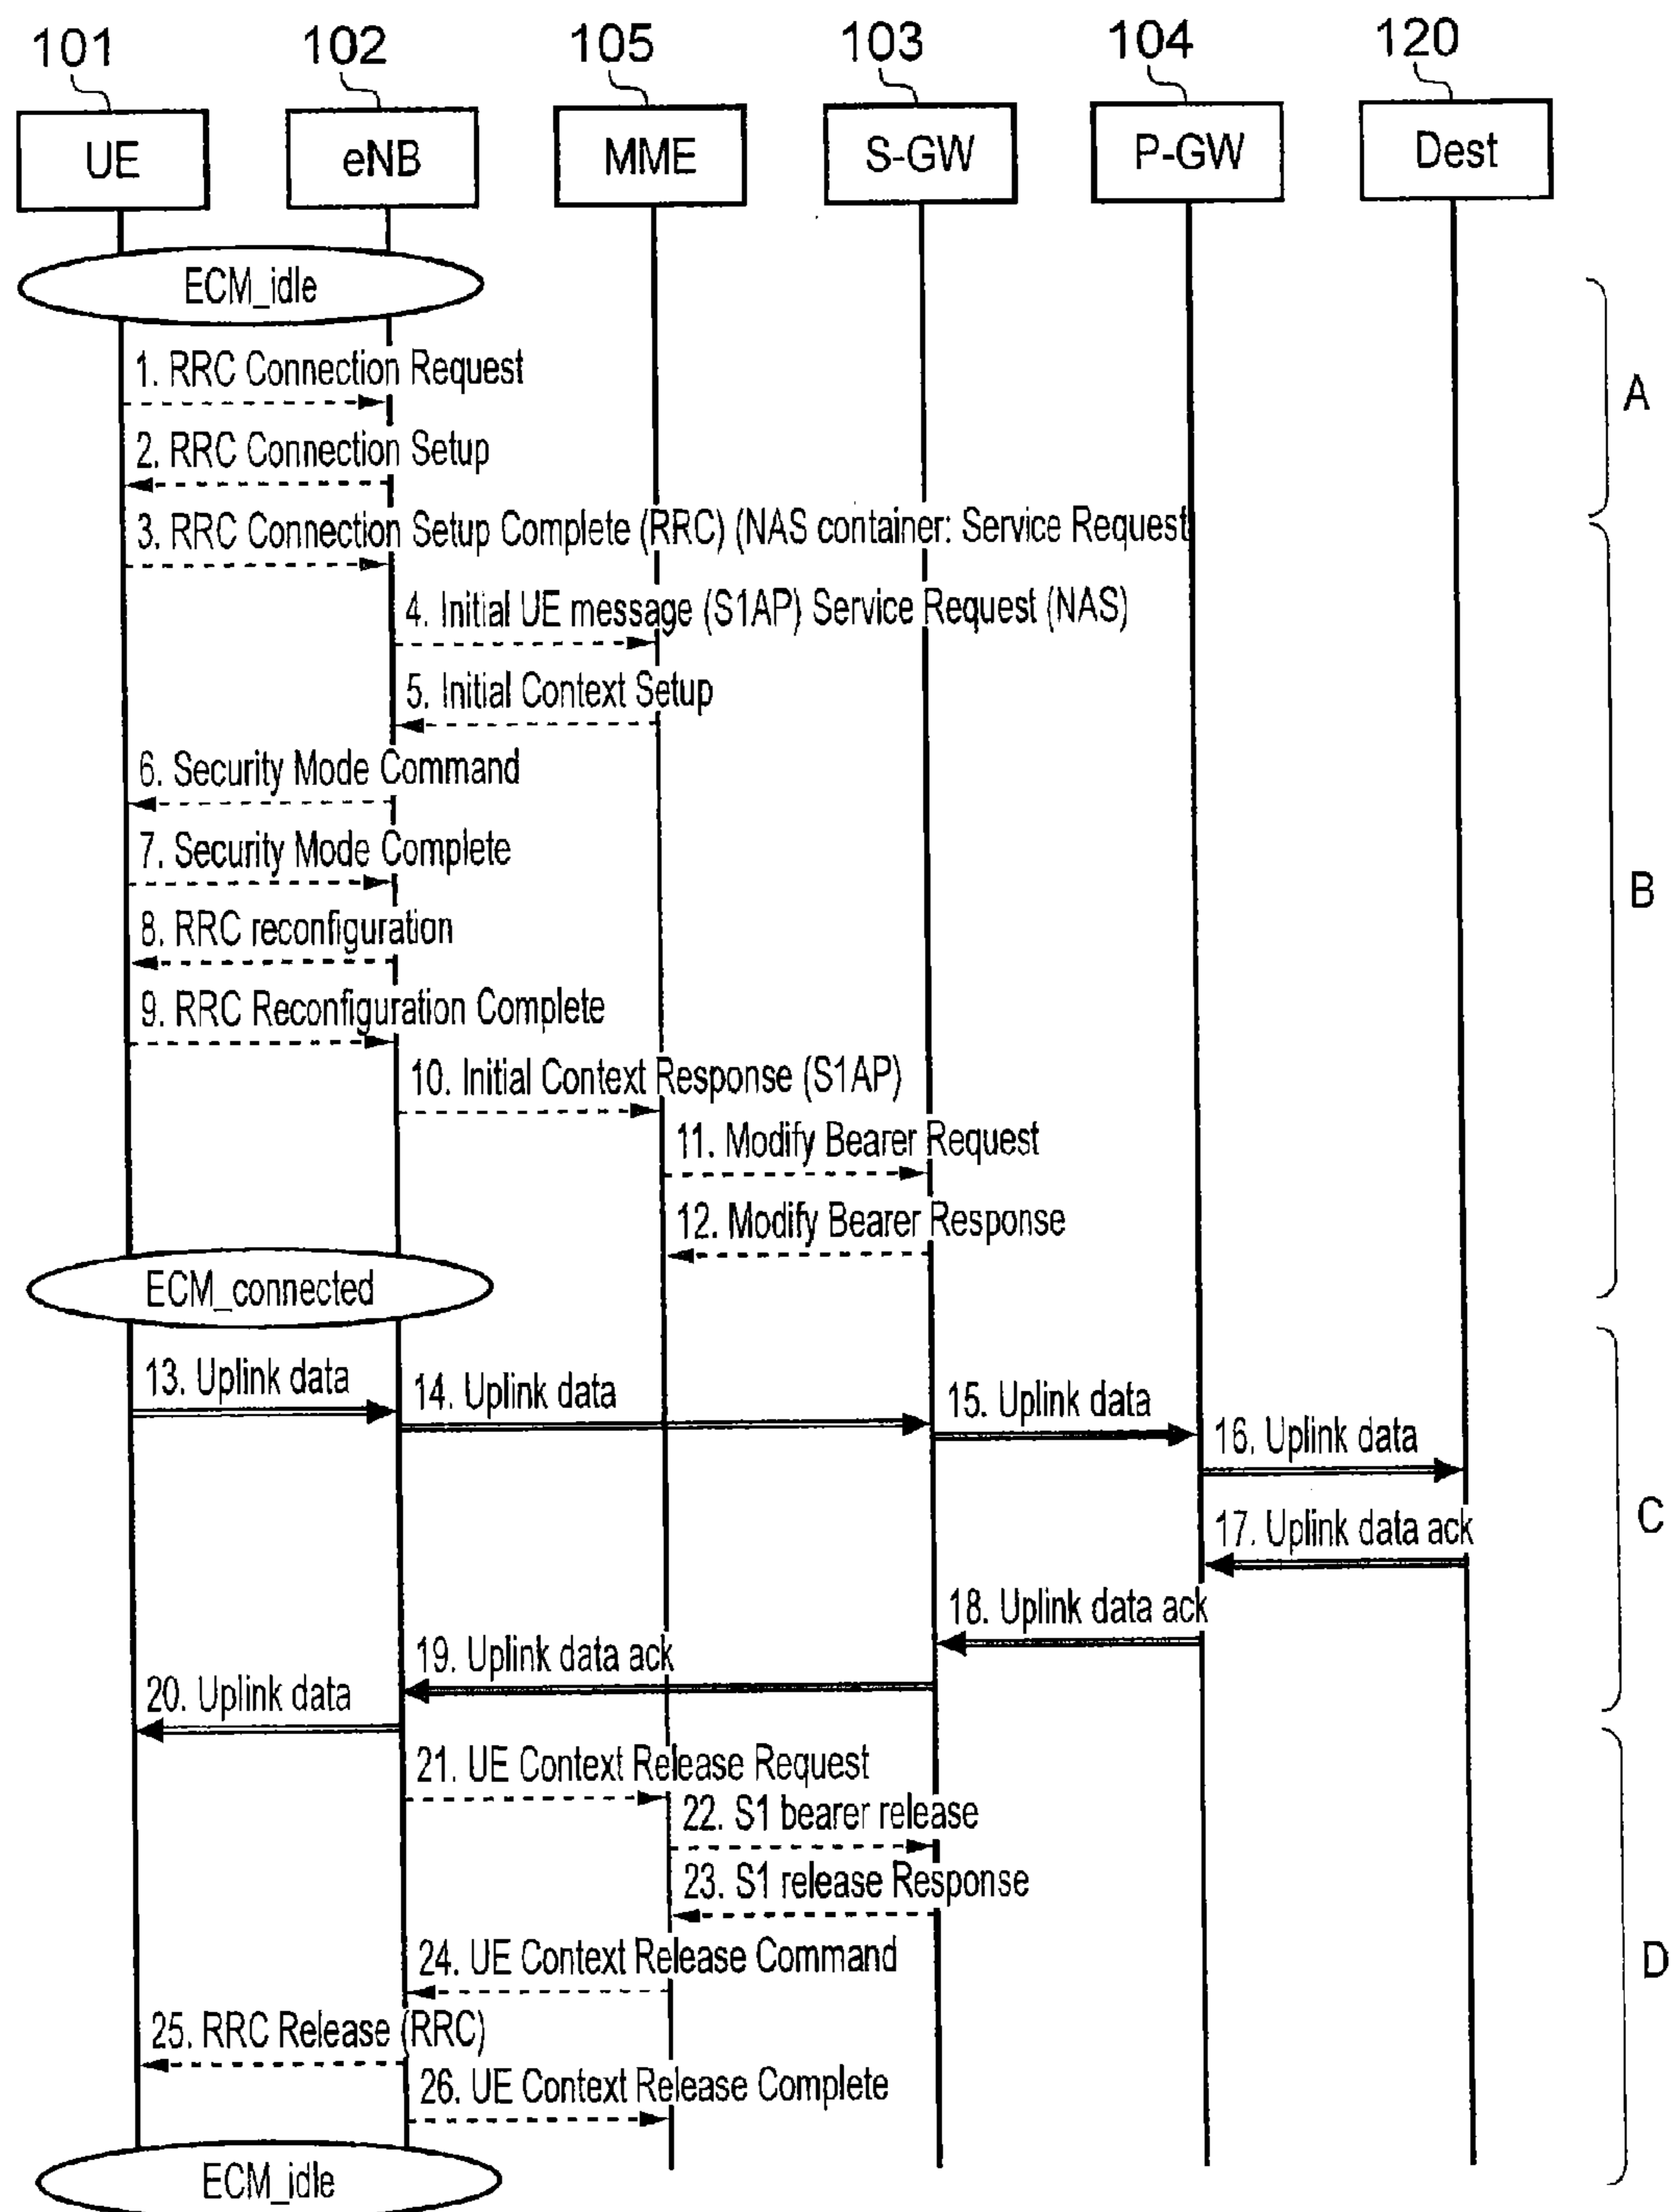 101 102 105 103 104 120
UE eNB MME S-GW P-GW Dest
ECM_idle
A
1. RRC Connection Request
2. RRC Connection Setup
3. RRC Connection Setup Complete (RRC) (NAS container: Service Request
4. Initial UE message (S1AP) Service Request (NAS)
5. Initial Context Setup
6. Security Mode Command
7. Security Mode Complete
B
8. RRC reconfiguration
9. RRC Reconfiguration Complete
10. Initial Context Response (S1AP)
11. Modify Bearer Request
12. Modify Bearer Response
ECM_connected
13. Uplink data
14. Uplink data
15. Uplink data
16. Uplink data
C
17. Uplink data ack
18. Uplink data ack
19. Uplink data ack
20. Uplink data
21. UE Context Release Request
22. S1 bearer release
23. S1 release Response
24. UE Context Release Command
D
25. RRC Release (RRC)
26. UE Context Release Complete
ECM_idle